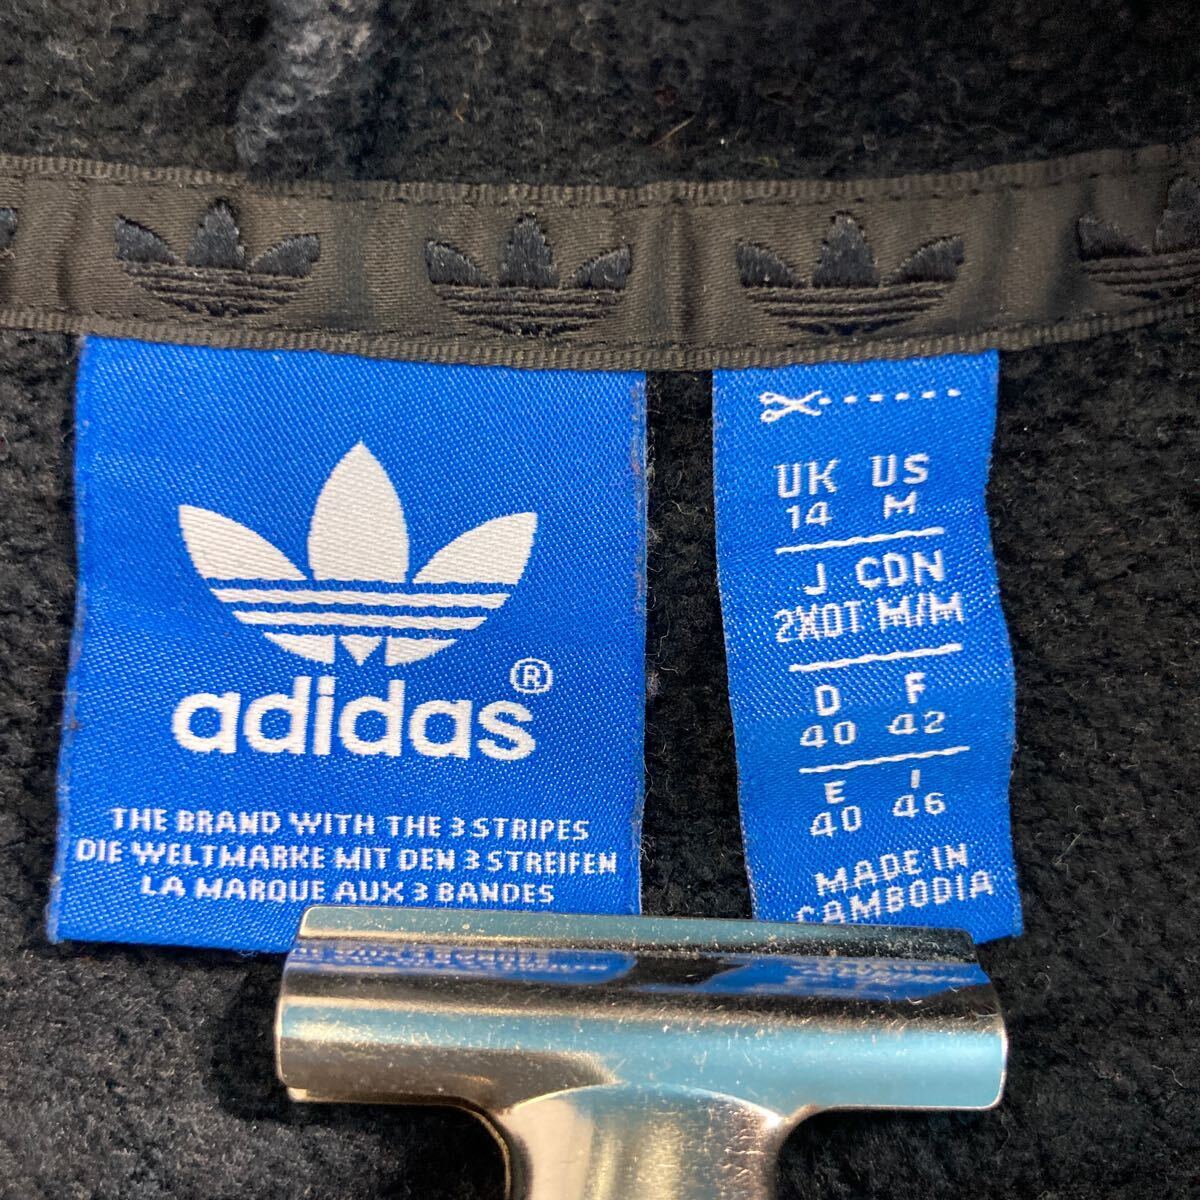 adidas®
THE BRAND WITH THE 3 STRIPES
DIE WELTMARKE MIT DEN 3 STREIFEN
LA MARQUE AUX 3 BANDES
UK US
14 M
J CDN
2XOT M/M
D F
40 42
E I
40 46
MADE IN
CAMBODIA